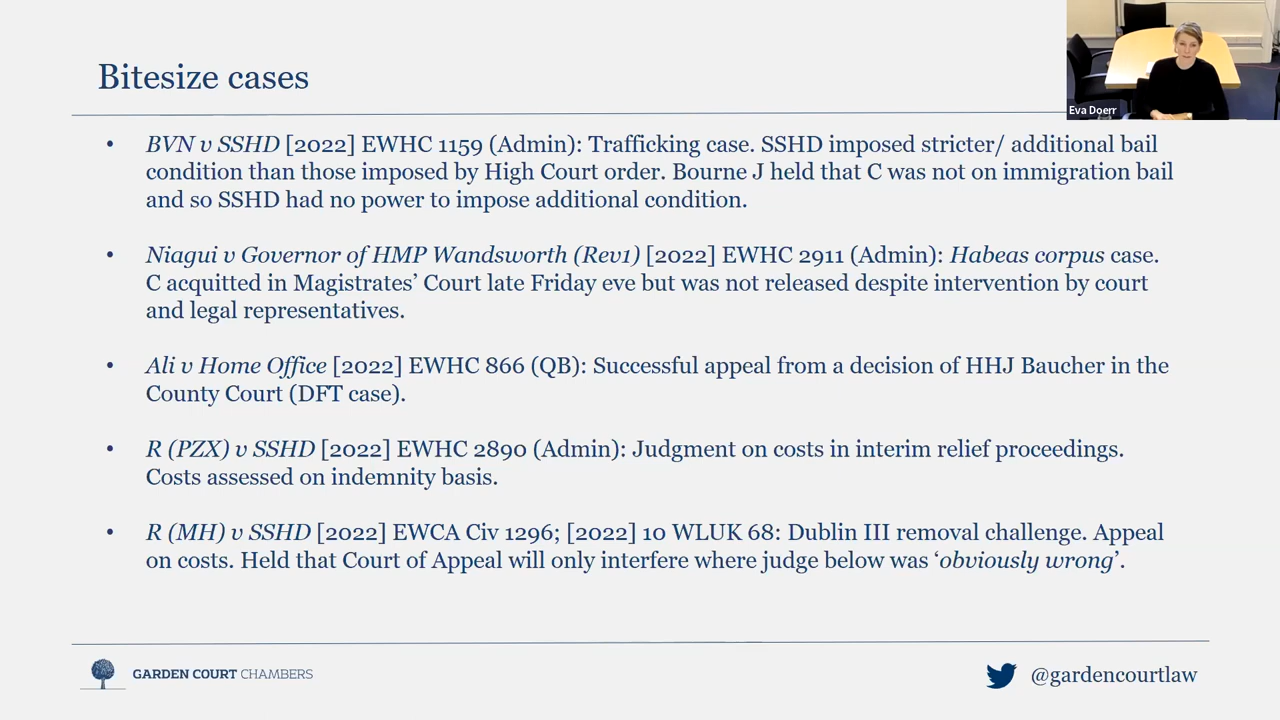 Bitesize cases
Eva Doerr
• BVN v SSHD [2022] EWHC 1159 (Admin): Trafficking case. SSHD imposed stricter/ additional bail
condition than those imposed by High Court order. Bourne J held that C was not on immigration bail
and so SSHD had no power to impose additional condition.
• Niagui v Governor of HMP Wandsworth (Rev1) [2022] EWHC 2911 (Admin): Habeas corpus case.
C acquitted in Magistrates’ Court late Friday eve but was not released despite intervention by court
and legal representatives.
• Ali v Home Office [2022] EWHC 866 (QB): Successful appeal from a decision of HHJ Baucher in the
County Court (DFT case).
• R (PZX) v SSHD [2022] EWHC 2890 (Admin): Judgment on costs in interim relief proceedings.
Costs assessed on indemnity basis.
• R (MH) v SSHD [2022] EWCA Civ 1296; [2022] 10 WLUK 68: Dublin III removal challenge. Appeal
on costs. Held that Court of Appeal will only interfere where judge below was ‘obviously wrong’.
GARDEN COURT CHAMBERS
@gardencourtlaw